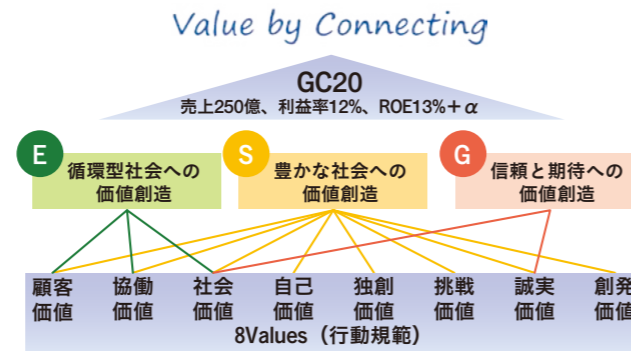 Value by Connecting
GC20
売上250億、利益率12%、ROE13%+α
E
循環型社会への
価値創造
S
豊かな社会への
価値創造
G
信頼と期待への
価値創造
顧客 協働 社会 自己 独創 挑戦 誠実 創発
価値 価値 価値 価値 価値 価値 価値 価値
8Values（行動規範）